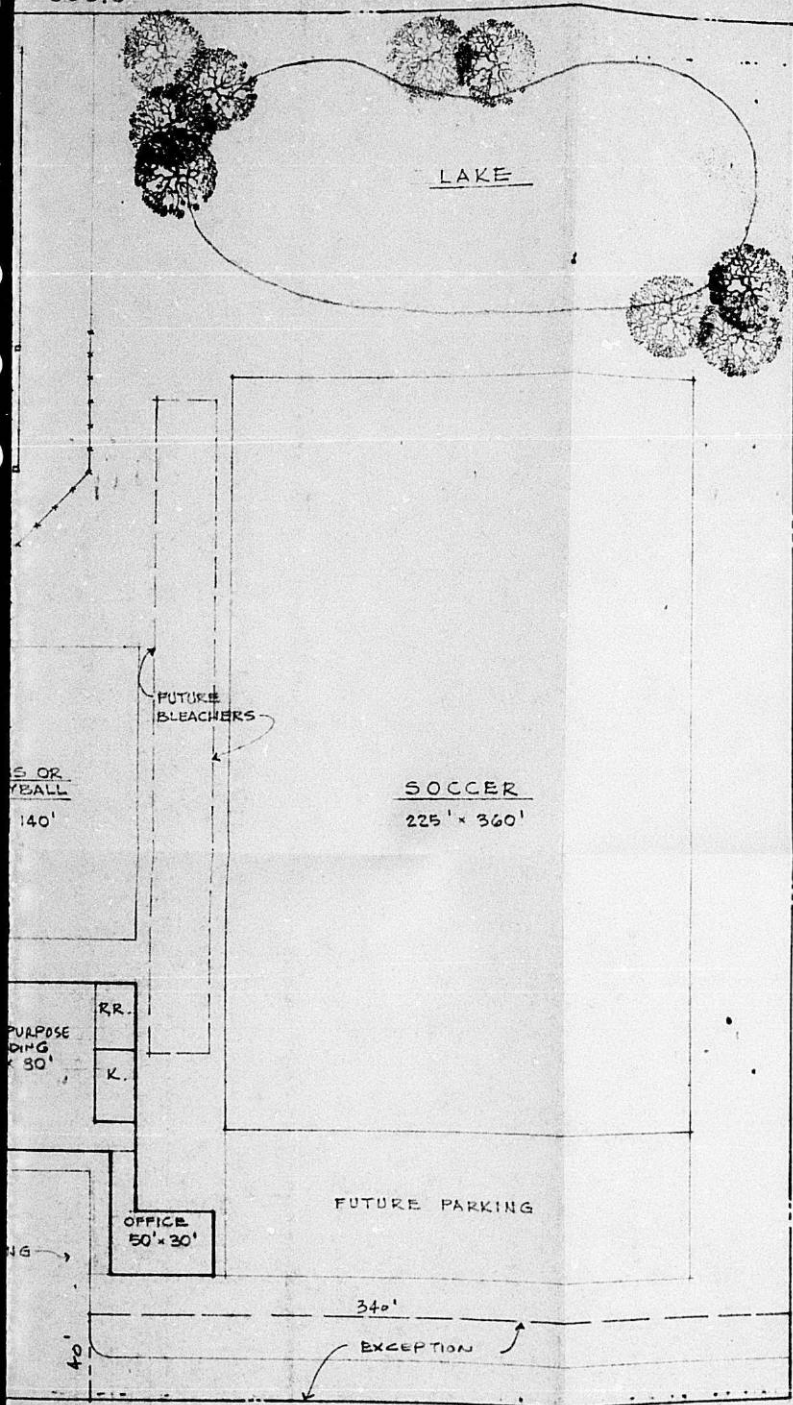 LAKE
FUTURE
BLEACHERS
S OR
YBALL
140'
SOCCER
225' x 360'
R.R.
PURPOSE
DING
x 80'
K.
OFFICE
50' x 30'
FUTURE PARKING
NG
340'
40'
EXCEPTION